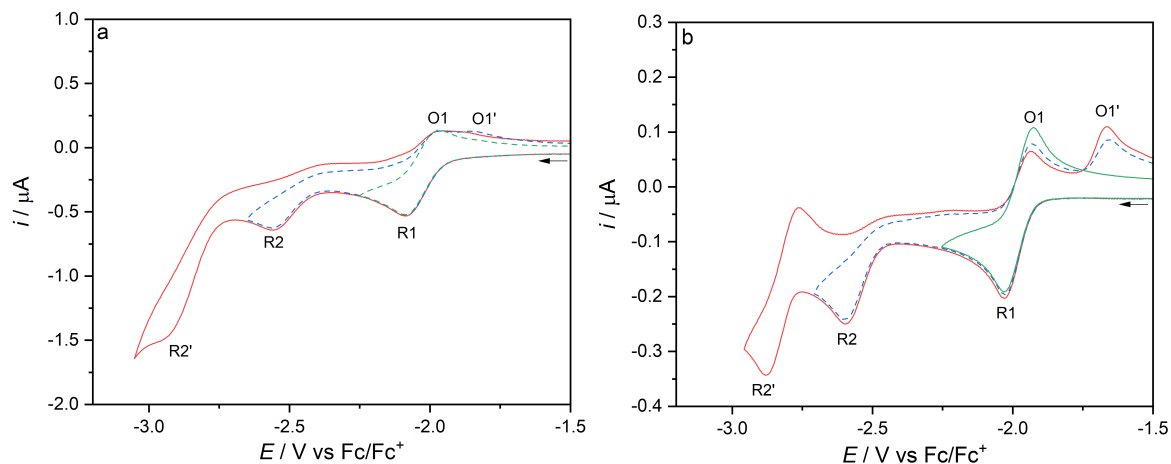 a
1.0
0.5
0.0
-0.5
-1.0
-1.5
-2.0
i / μA
O1
O1'
R2
R1
R2'
-3.0
-2.5
-2.0
-1.5
E / V vs Fc/Fc⁺
b
0.3
0.2
0.1
0.0
-0.1
-0.2
-0.3
-0.4
i / μA
O1
O1'
R1
R2
R2'
-3.0
-2.5
-2.0
-1.5
E / V vs Fc/Fc⁺